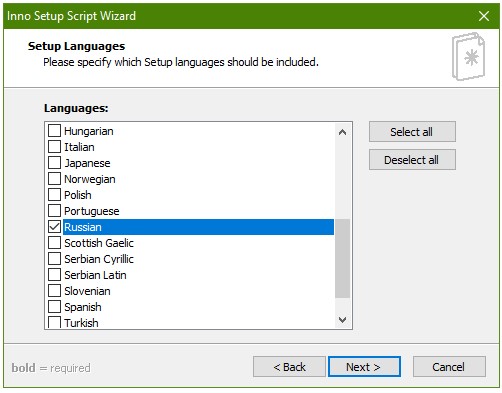 Inno Setup Script Wizard
Setup Languages
Please specify which Setup languages should be included.
Languages:
Hungarian
Italian
Japanese
Norwegian
Polish
Portuguese
Russian
Scottish Gaelic
Serbian Cyrillic
Serbian Latin
Slovenian
Spanish
Turkish
Select all
Deselect all
bold = required
< Back
Next >
Cancel